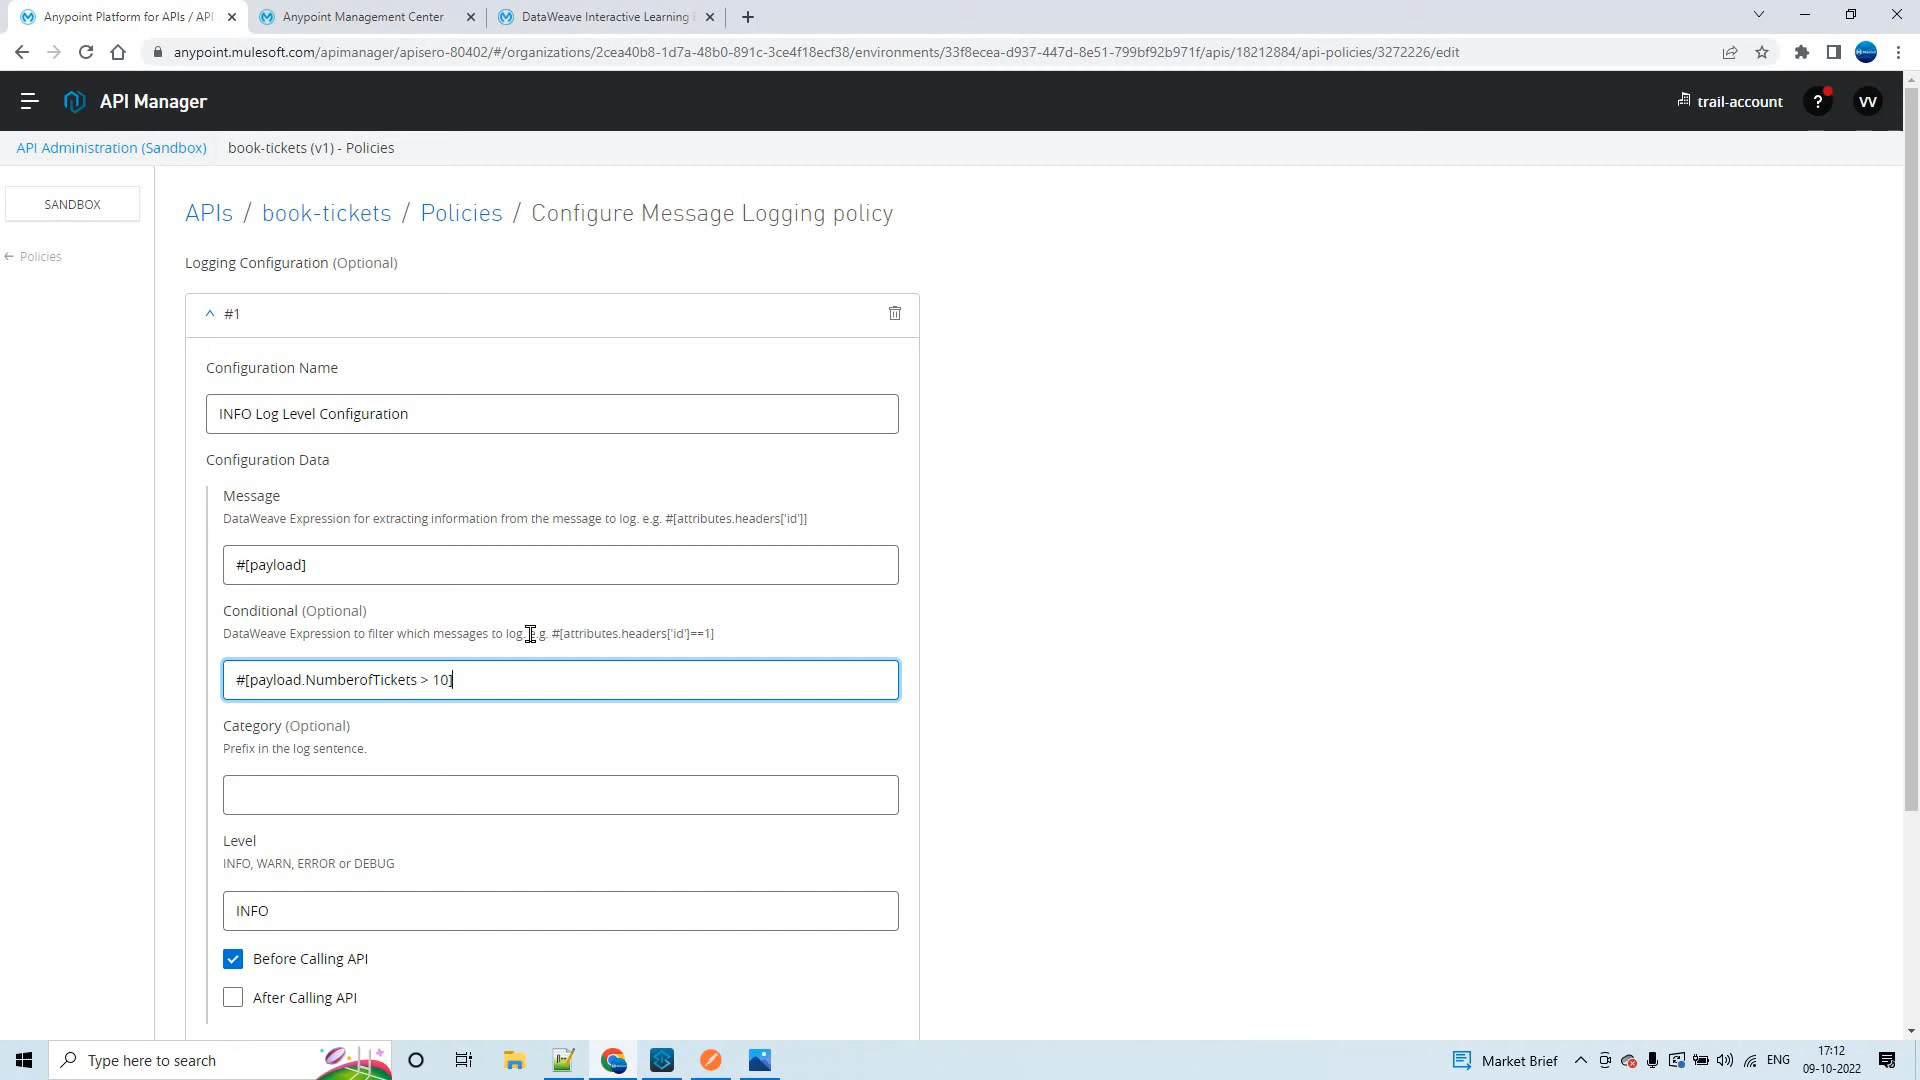 Anypoint Platform for APIs / API
Anypoint Management Center
DataWeave Interactive Learning
anypoint.mulesoft.com/apimanager/apisero-80402/#/organizations/2cea40b8-1d7a-48b0-891c-3ce4f18ecf38/environments/33f8ecea-d937-447d-8e51-799bf92b971f/apis/18212884/api-policies/3272226/edit
API Manager
trail-account
?
VV
API Administration (Sandbox)
book-tickets (v1) - Policies
SANDBOX
Policies
APIs / book-tickets / Policies / Configure Message Logging policy
Logging Configuration (Optional)
#1
Configuration Name
INFO Log Level Configuration
Configuration Data
Message
DataWeave Expression for extracting information from the message to log. e.g. #[attributes.headers['id']]
#[payload]
Conditional (Optional)
DataWeave Expression to filter which messages to log. e.g. #[attributes.headers['id']==1]
#[payload.NumberofTickets > 10]
Category (Optional)
Prefix in the log sentence.
Level
INFO, WARN, ERROR or DEBUG
INFO
Before Calling API
After Calling API
Type here to search
Market Brief
ENG
17:12
09-10-2022